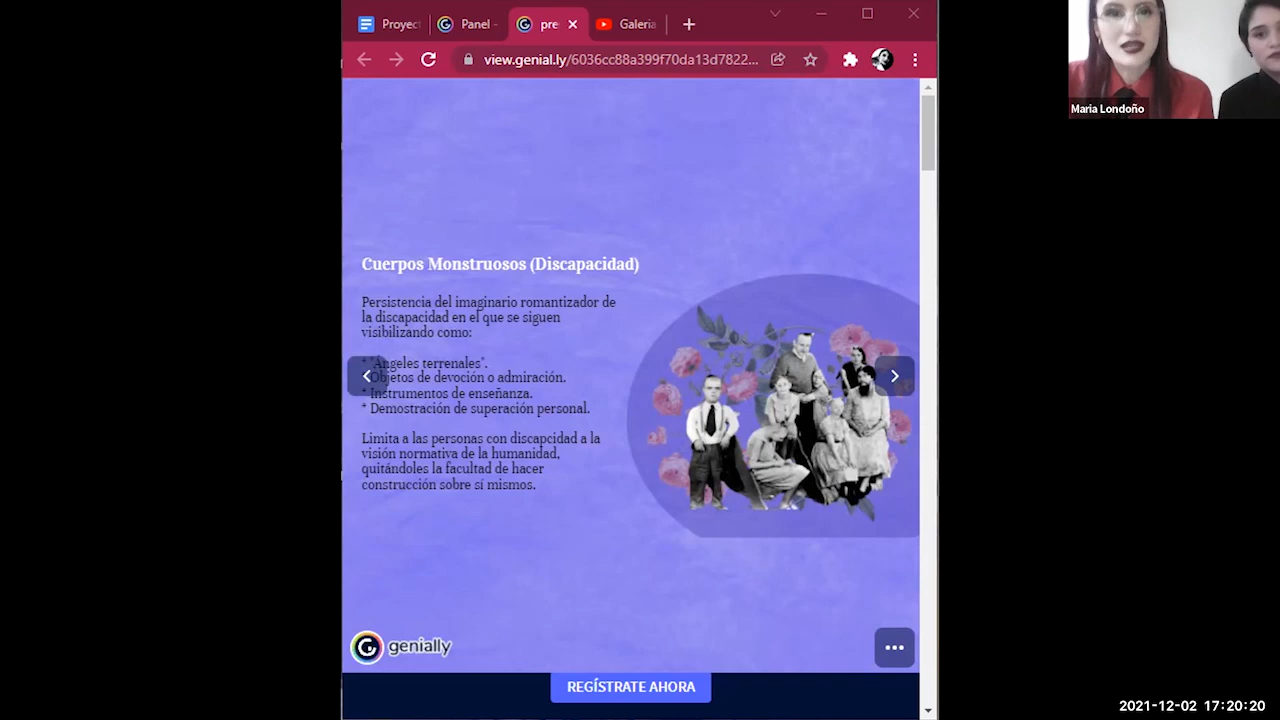 Proyec
Panel -
pre
Galeria
view.genial.ly/6036cc88a399f70da13d7822...
Maria Londoño
Cuerpos Monstruosos (Discapacidad)
Persistencia del imaginario romantizador de
la discapacidad en el que se siguen
visibilizando como:
* "Ángeles terrenales".
* Objetos de devoción o admiración.
* Instrumentos de enseñanza.
* Demostración de superación personal.
Limita a las personas con discapcidad a la
visión normativa de la humanidad,
quitándoles la facultad de hacer
construcción sobre sí mismos.
genially
REGÍSTRATE AHORA
2021-12-02 17:20:20